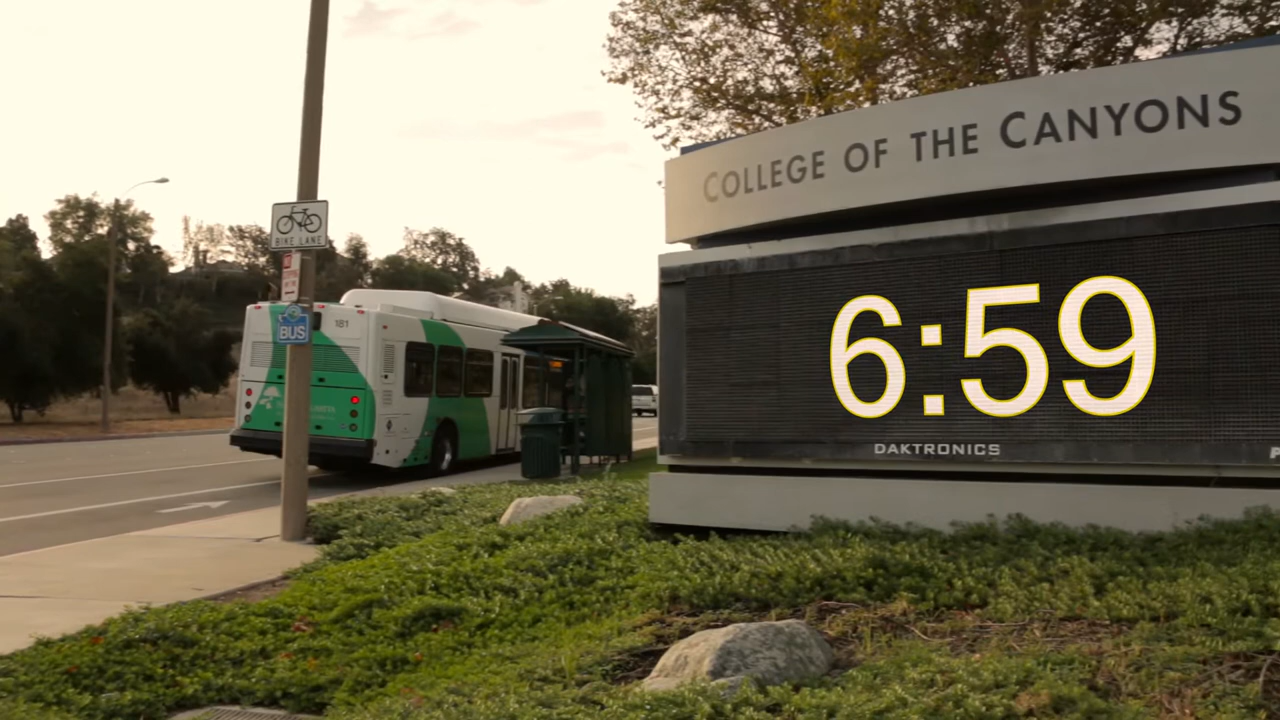 COLLEGE OF THE CANYONS
6:59
DAKTRONICS
BIKE LANE
BUS
181